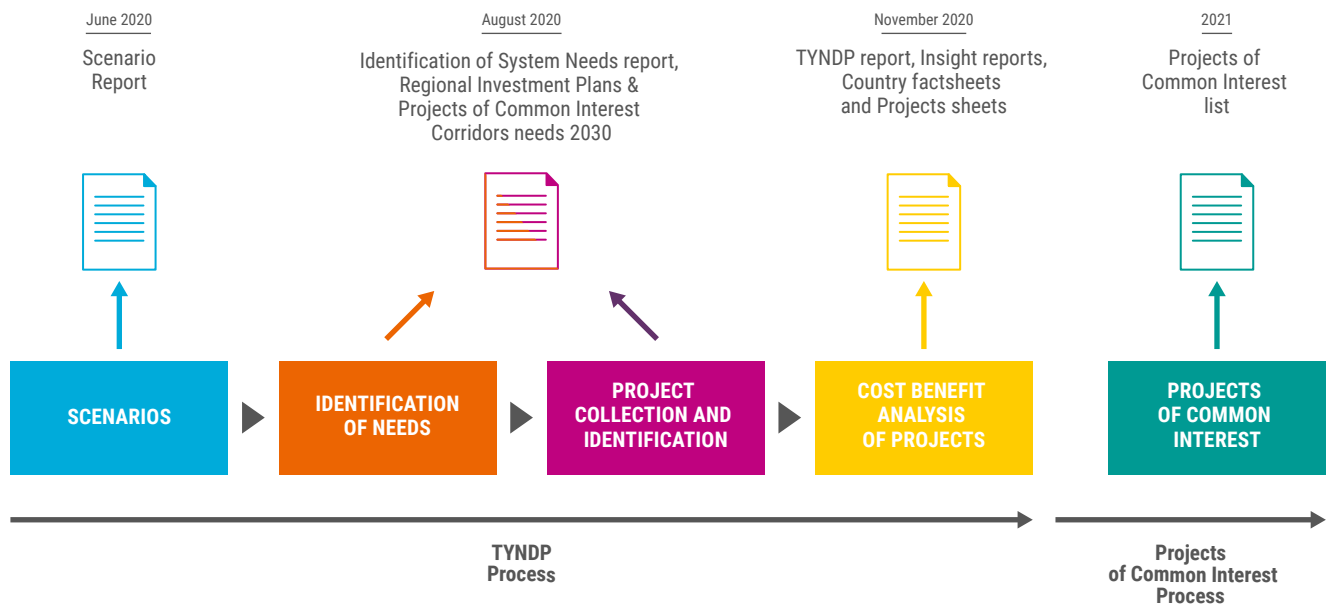 June 2020
Scenario
Report
August 2020
Identification of System Needs report,
Regional Investment Plans &
Projects of Common Interest
Corridors needs 2030
November 2020
TYNDP report, Insight reports,
Country factsheets
and Projects sheets
2021
Projects of
Common Interest
list
SCENARIOS
IDENTIFICATION
OF NEEDS
PROJECT
COLLECTION AND
IDENTIFICATION
COST BENEFIT
ANALYSIS
OF PROJECTS
PROJECTS
OF COMMON
INTEREST
TYNDP
Process
Projects
of Common Interest
Process